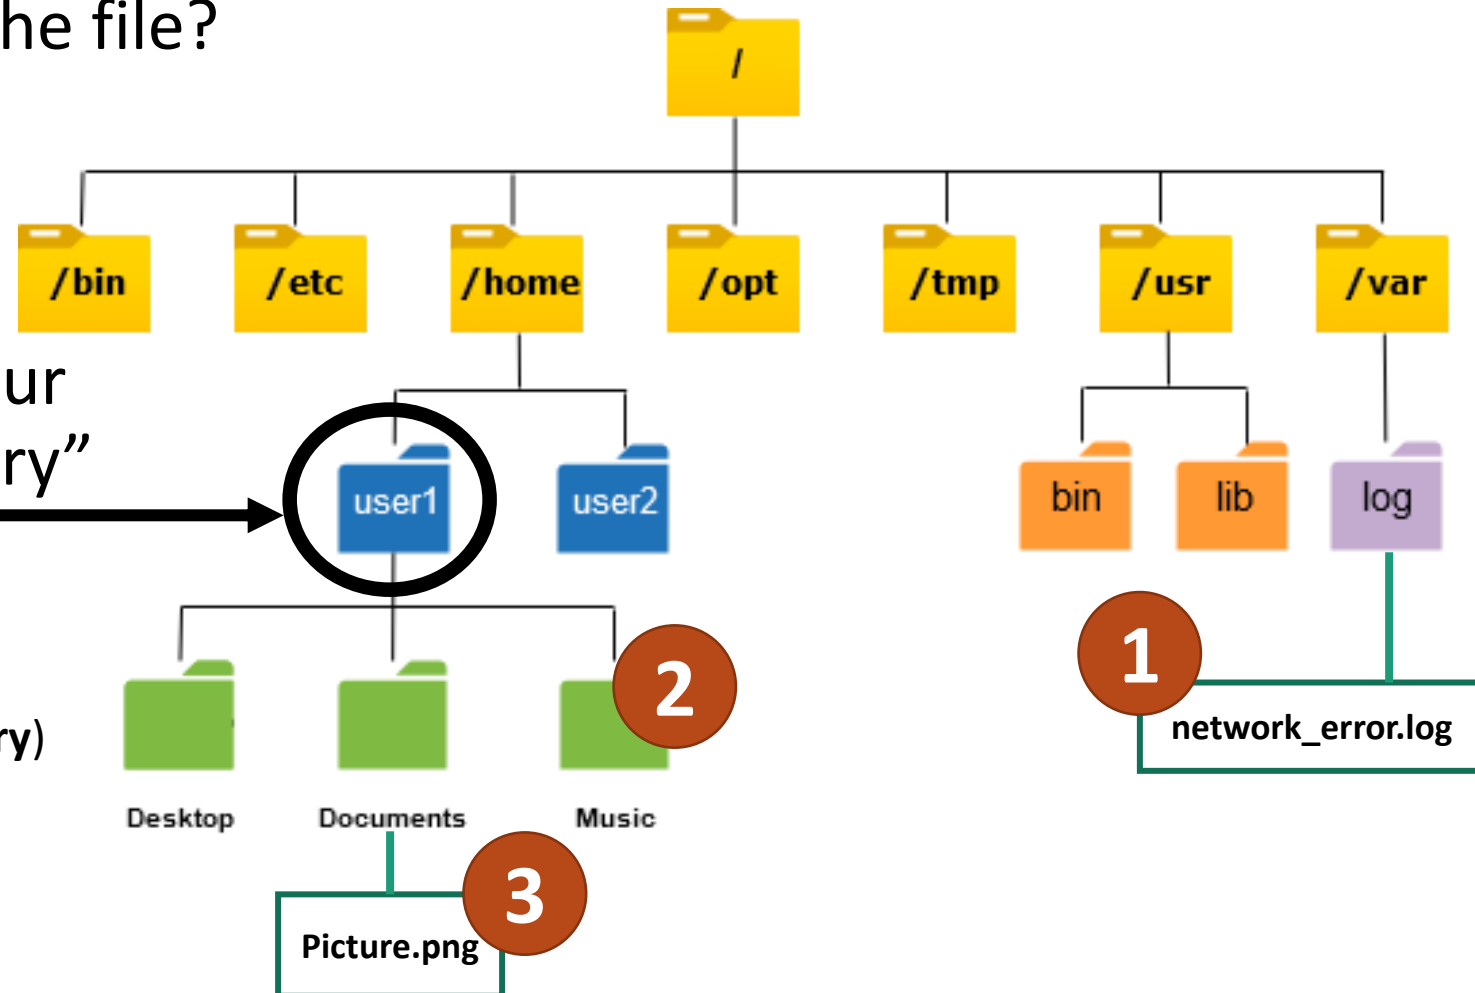 he file?
/
/bin /etc /home /opt /tmp /usr /var
ur
ry”
user1 user2 bin lib log
1
2
ry)
network_error.log
Desktop Documents Music
3
Picture.png